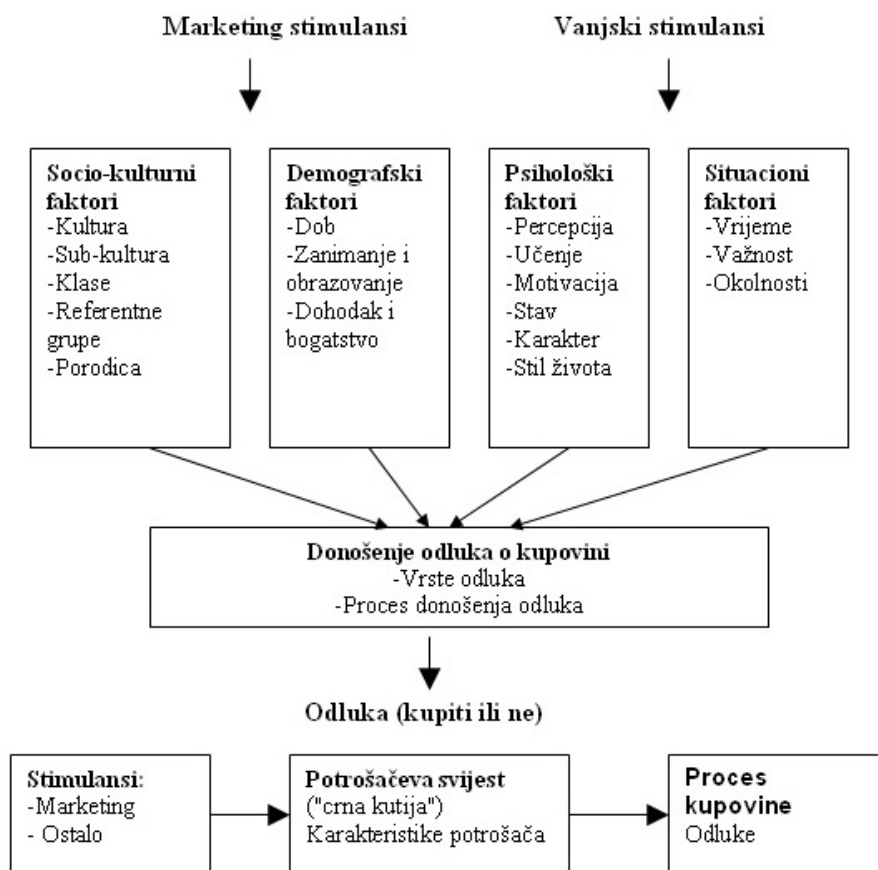 Marketing stimulansi
Vanjski stimulansi
Socio-kulturni
faktori
-Kultura
-Sub-kultura
-Klase
-Referentne
grupe
-Porodica
Demografski
faktori
-Dob
-Zanimanje i
obrazovanje
-Dohodak i
bogatstvo
Psihološki
faktori
-Percepcija
-Učenje
-Motivacija
-Stav
-Karakter
-Stil života
Situacioni
faktori
-Vrijeme
-Važnost
-Okolnosti
Donošenje odluka o kupovini
-Vrste odluka
-Proces donošenja odluka
Odluka (kupiti ili ne)
Stimulansi:
-Marketing
- Ostalo
Potrošačeva svijest
("crna kutija")
Karakteristike potrošača
Proces
kupovine
Odluke